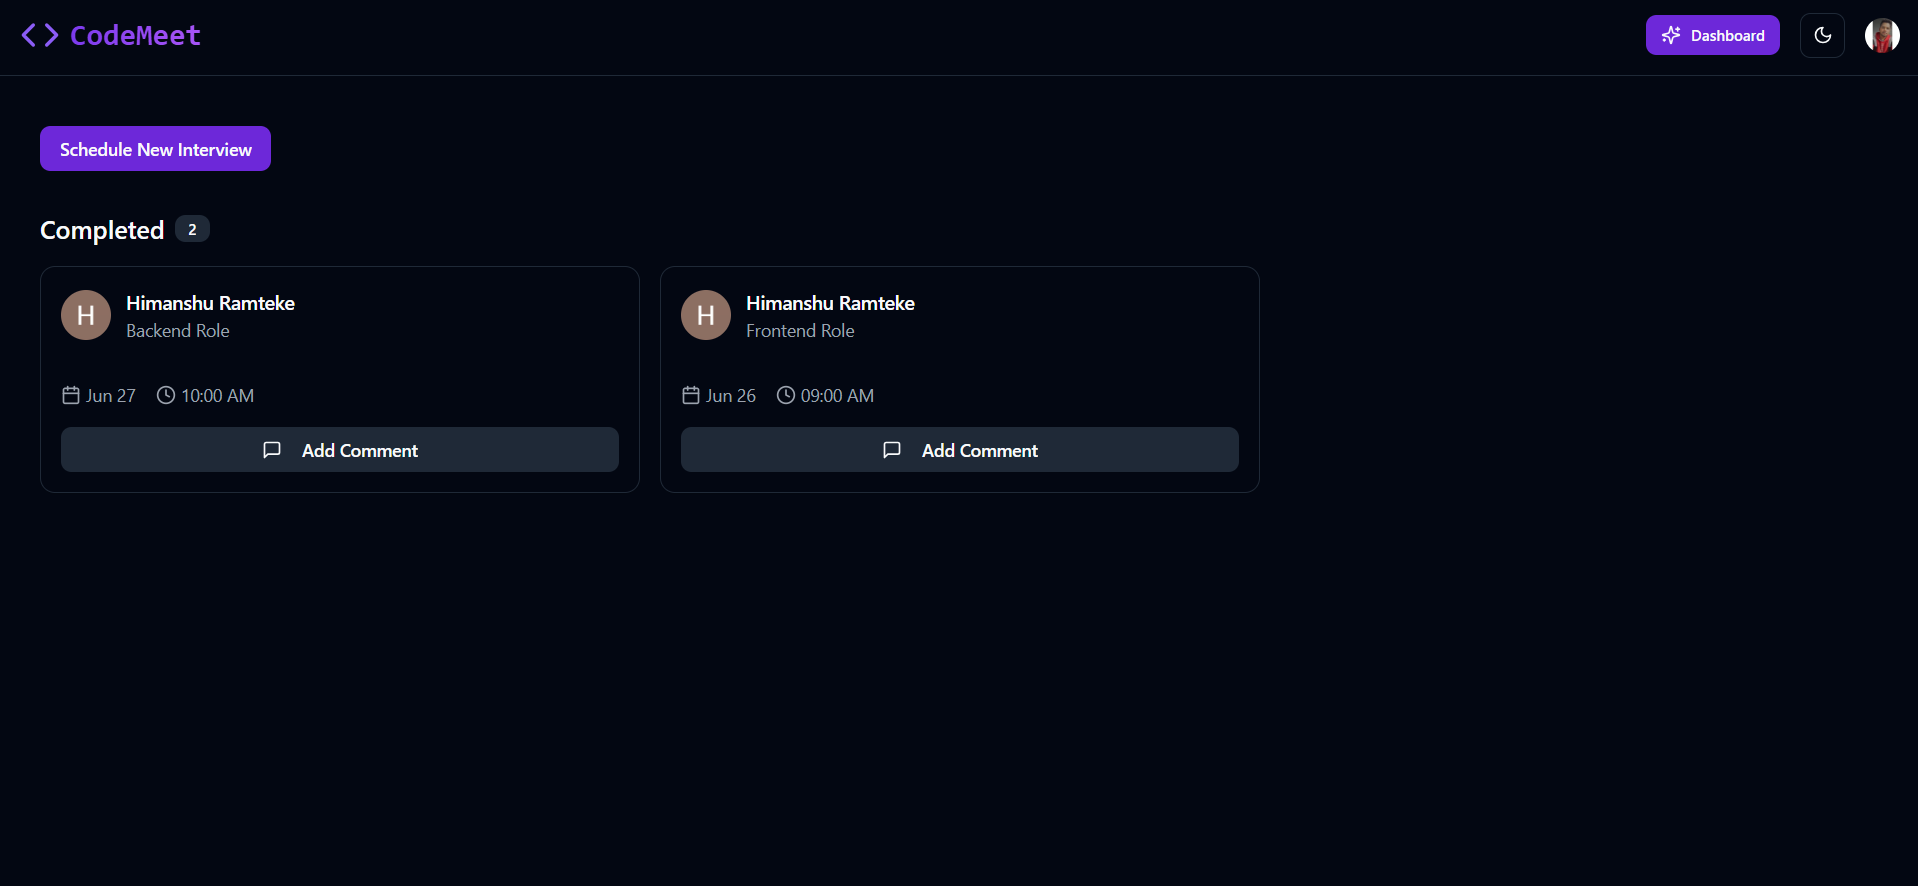 CodeMeet
Dashboard
Schedule New Interview
Completed 2
H
Himanshu Ramteke
Backend Role
Jun 27 10:00 AM
Add Comment
H
Himanshu Ramteke
Frontend Role
Jun 26 09:00 AM
Add Comment